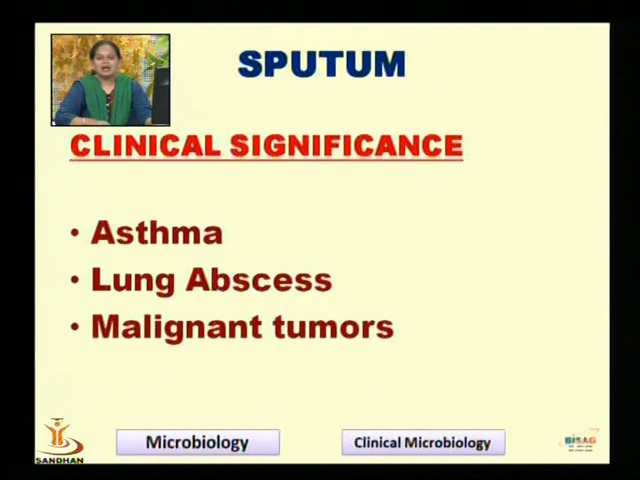 SPUTUM
CLINICAL SIGNIFICANCE
• Asthma
• Lung Abscess
• Malignant tumors
Microbiology
Clinical Microbiology
SANDHAN
BISAG